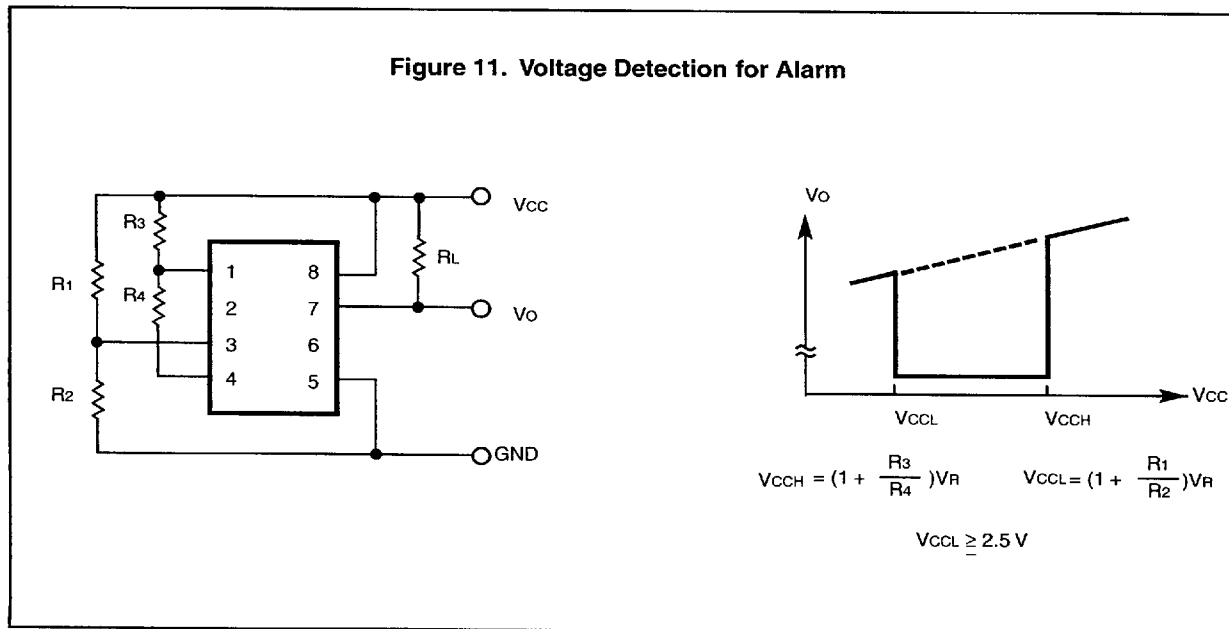 Figure 11. Voltage Detection for Alarm
VCC
R3
RL
1 8
R1
R4
2 7
VO
3 6
4 5
R2
GND
VO
VCC
VCCL VCCH
VCCH = (1 + R3/R4)VR VCCL = (1 + R1/R2)VR
VCCL ≥ 2.5 V